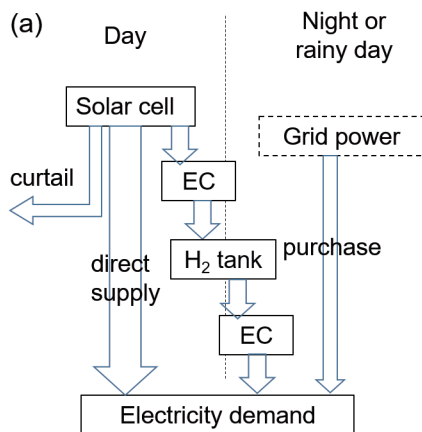 (a)
Day
Night or
rainy day
Solar cell
Grid power
curtail
EC
direct
supply
H₂ tank
purchase
EC
Electricity demand